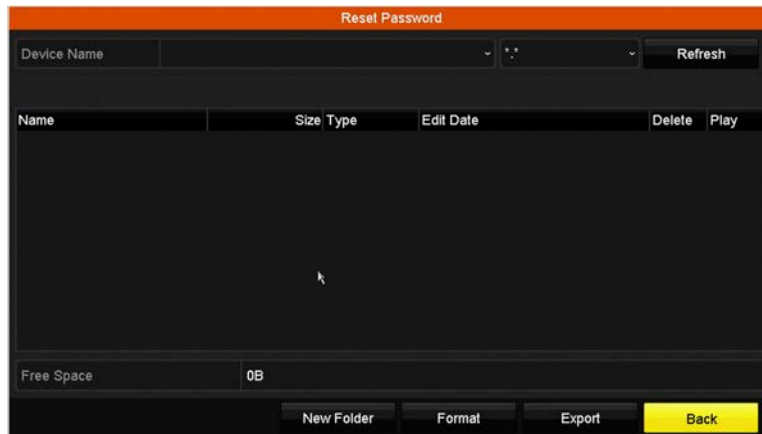 Reset Password
Device Name *.* Refresh
Name Size Type Edit Date Delete Play
Free Space 0B
New Folder Format Export Back